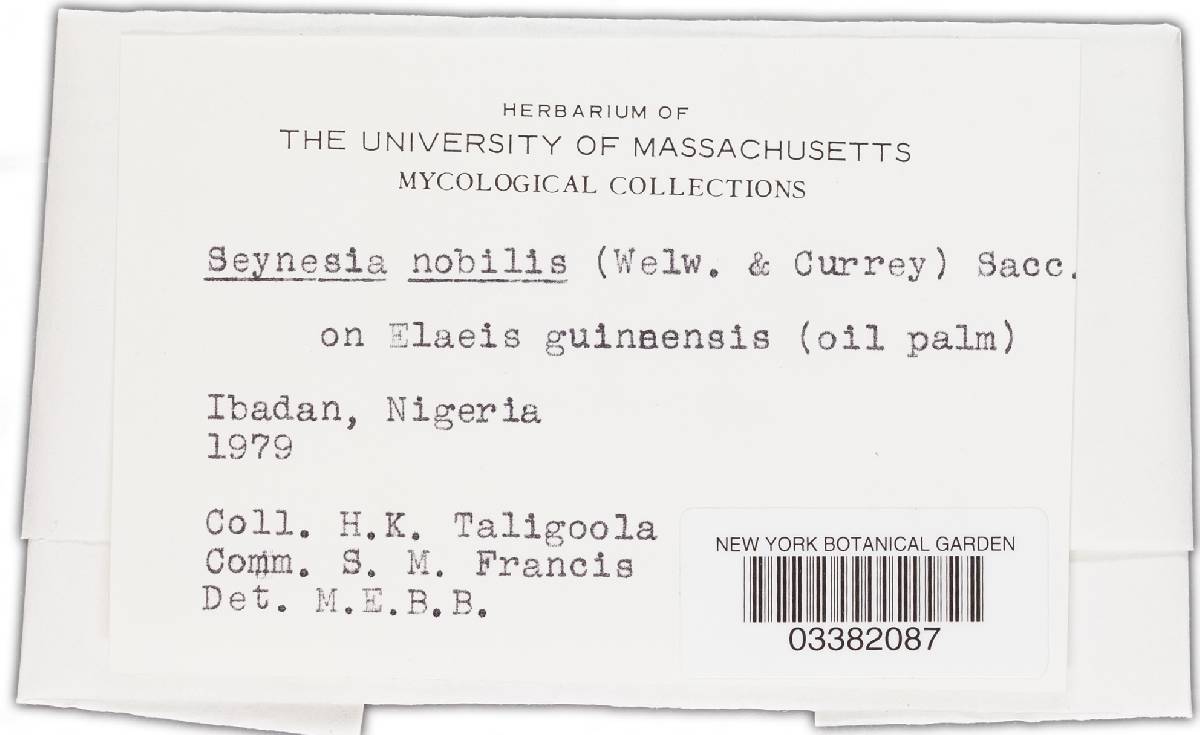 HERBARIUM OF
THE UNIVERSITY OF MASSACHUSETTS
MYCOLOGICAL COLLECTIONS
Seynesia nobilis (Welw. & Currey) Sacc.
on Elaeis guineensis (oil palm)
Ibadan, Nigeria
1979
Coll. H.K. Taligoola
Comm. S. M. Francis
Det. M.E.B.B.
NEW YORK BOTANICAL GARDEN
03382087